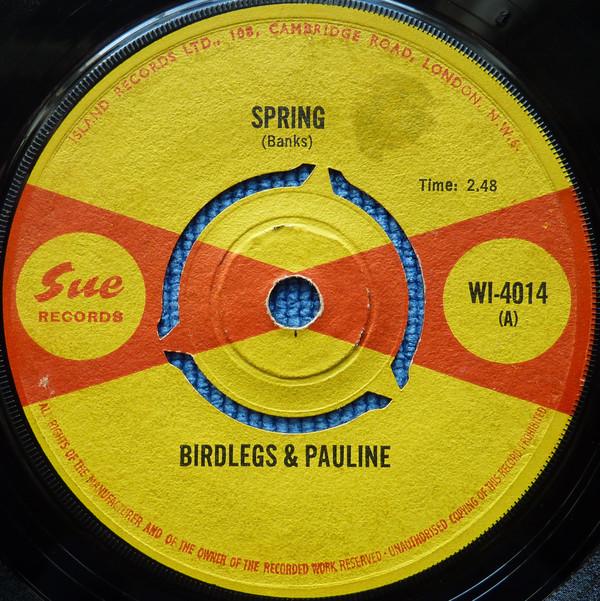 ISLAND RECORDS LTD., 108, CAMBRIDGE ROAD, LONDON, N.W.6.
SPRING
(Banks)
Time: 2.48
Sue
RECORDS
WI-4014
(A)
BIRDLEGS & PAULINE
ALL RIGHTS OF THE MANUFACTURER AND OF THE OWNER OF THE RECORDED WORK RESERVED - UNAUTHORISED COPYING OF THIS RECORD PROHIBITED